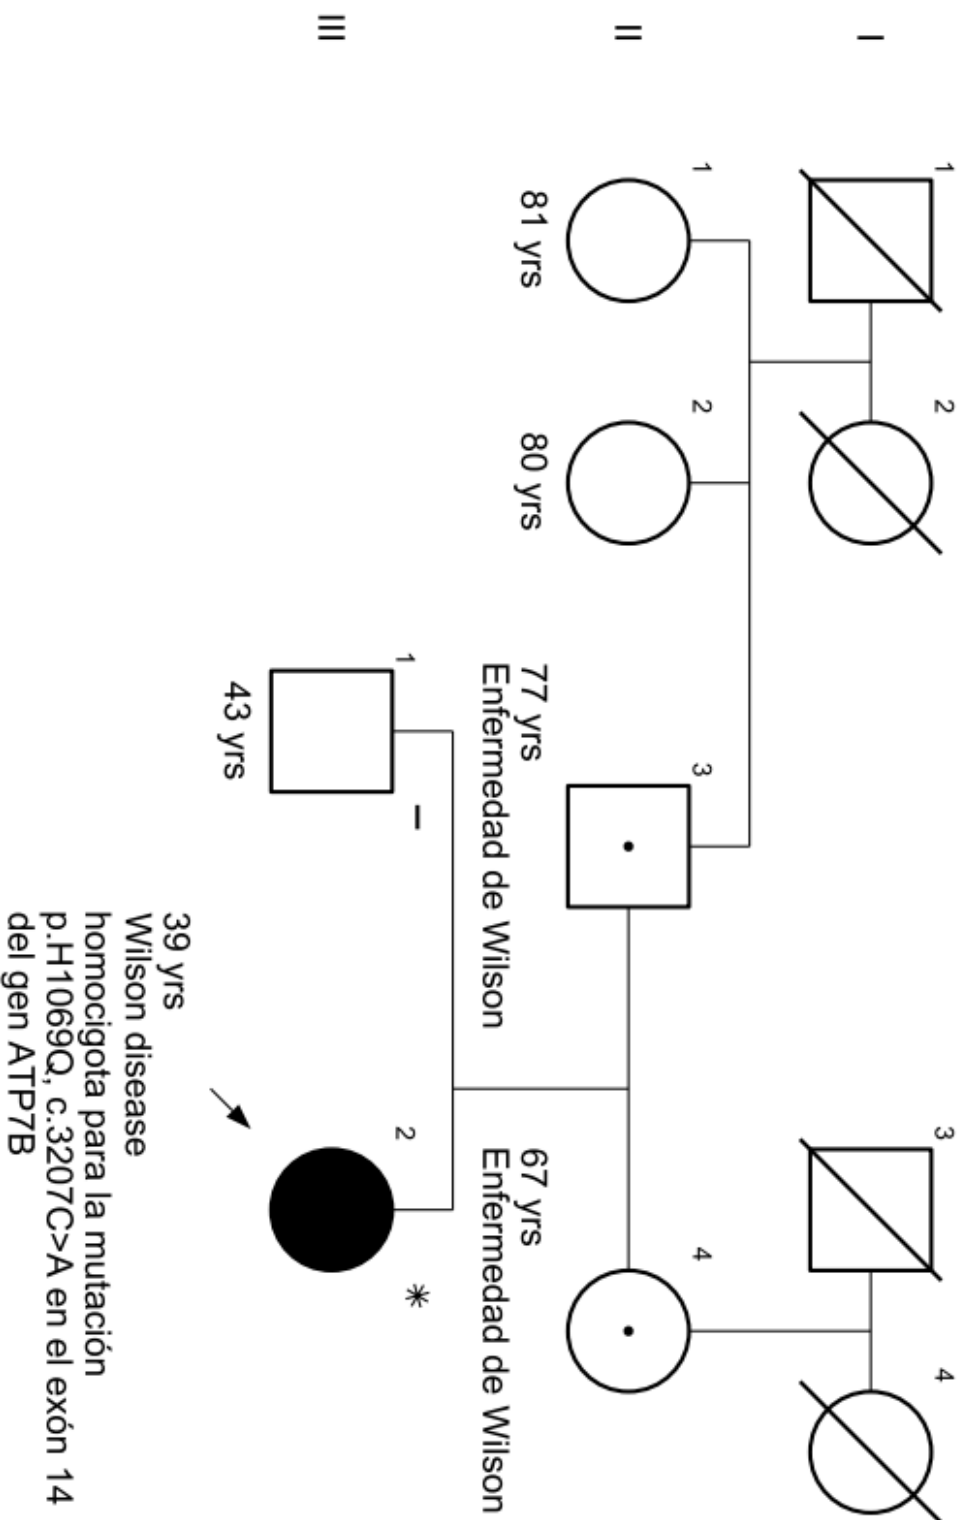 I
1
2
3
4
II
1
2
3
4
81 yrs
80 yrs
77 yrs
Enfermedad de Wilson
67 yrs
Enfermedad de Wilson
III
1
–
2
*
43 yrs
39 yrs
Wilson disease
homocigota para la mutación
p.H1069Q, c.3207C>A en el exón 14
del gen ATP7B